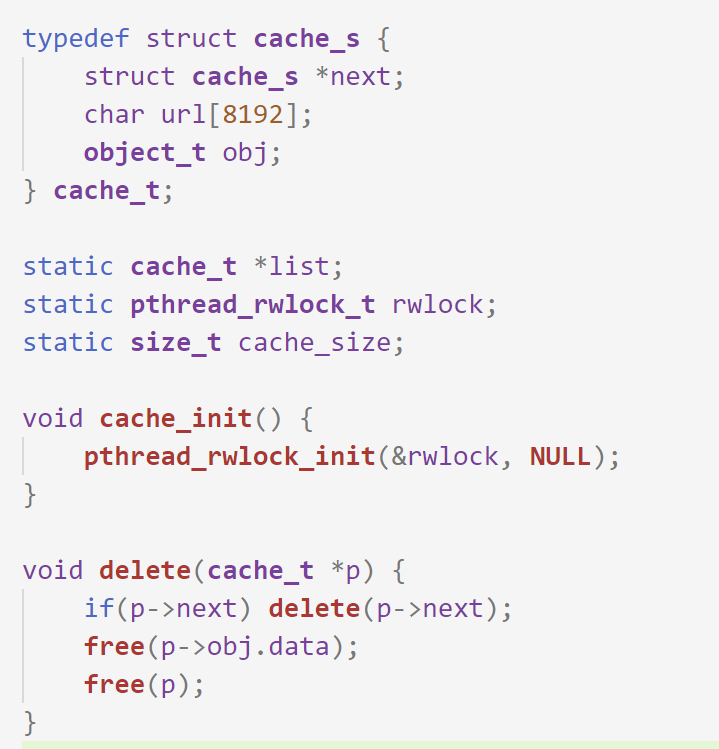 typedef struct cache_s {
    struct cache_s *next;
    char url[8192];
    object_t obj;
} cache_t;

static cache_t *list;
static pthread_rwlock_t rwlock;
static size_t cache_size;

void cache_init() {
    pthread_rwlock_init(&rwlock, NULL);
}

void delete(cache_t *p) {
    if(p->next) delete(p->next);
    free(p->obj.data);
    free(p);
}